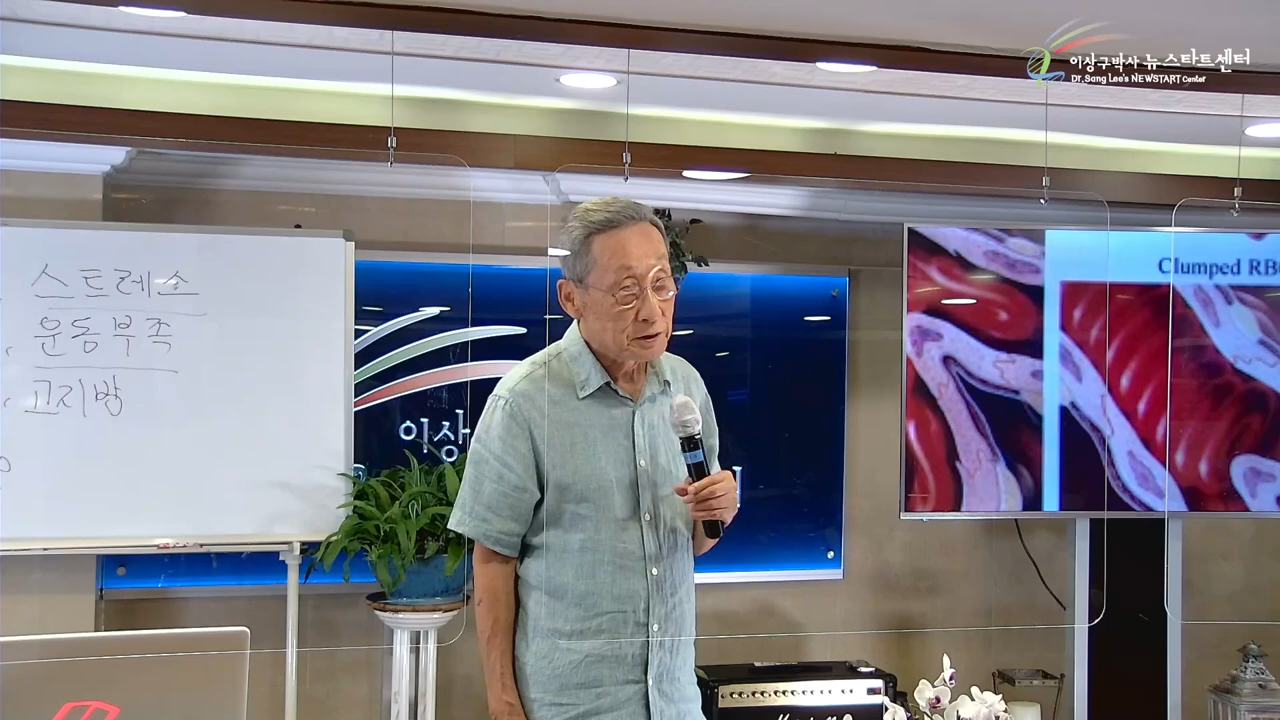 이상구박사 뉴스타트센터
Dr. Sang Lee's NEWSTART Center
스트레스
운동부족
고지방
이상
Clumped RB